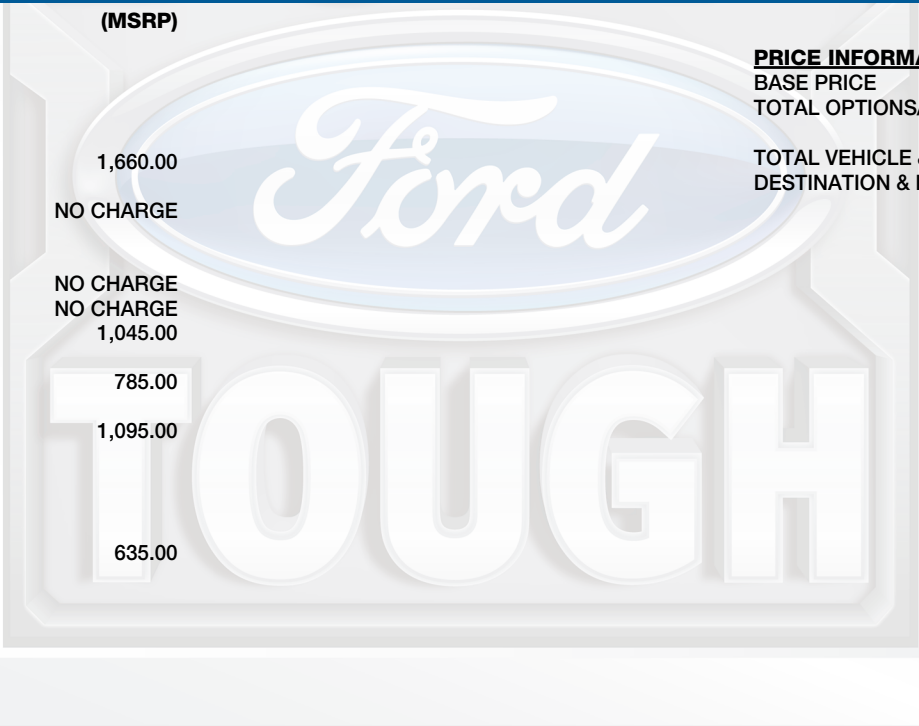 (MSRP)
1,660.00
NO CHARGE
NO CHARGE
NO CHARGE
1,045.00
785.00
1,095.00
635.00
PRICE INFORMA
BASE PRICE
TOTAL OPTIONS
TOTAL VEHICLE &
DESTINATION &
Ford
TOUGH